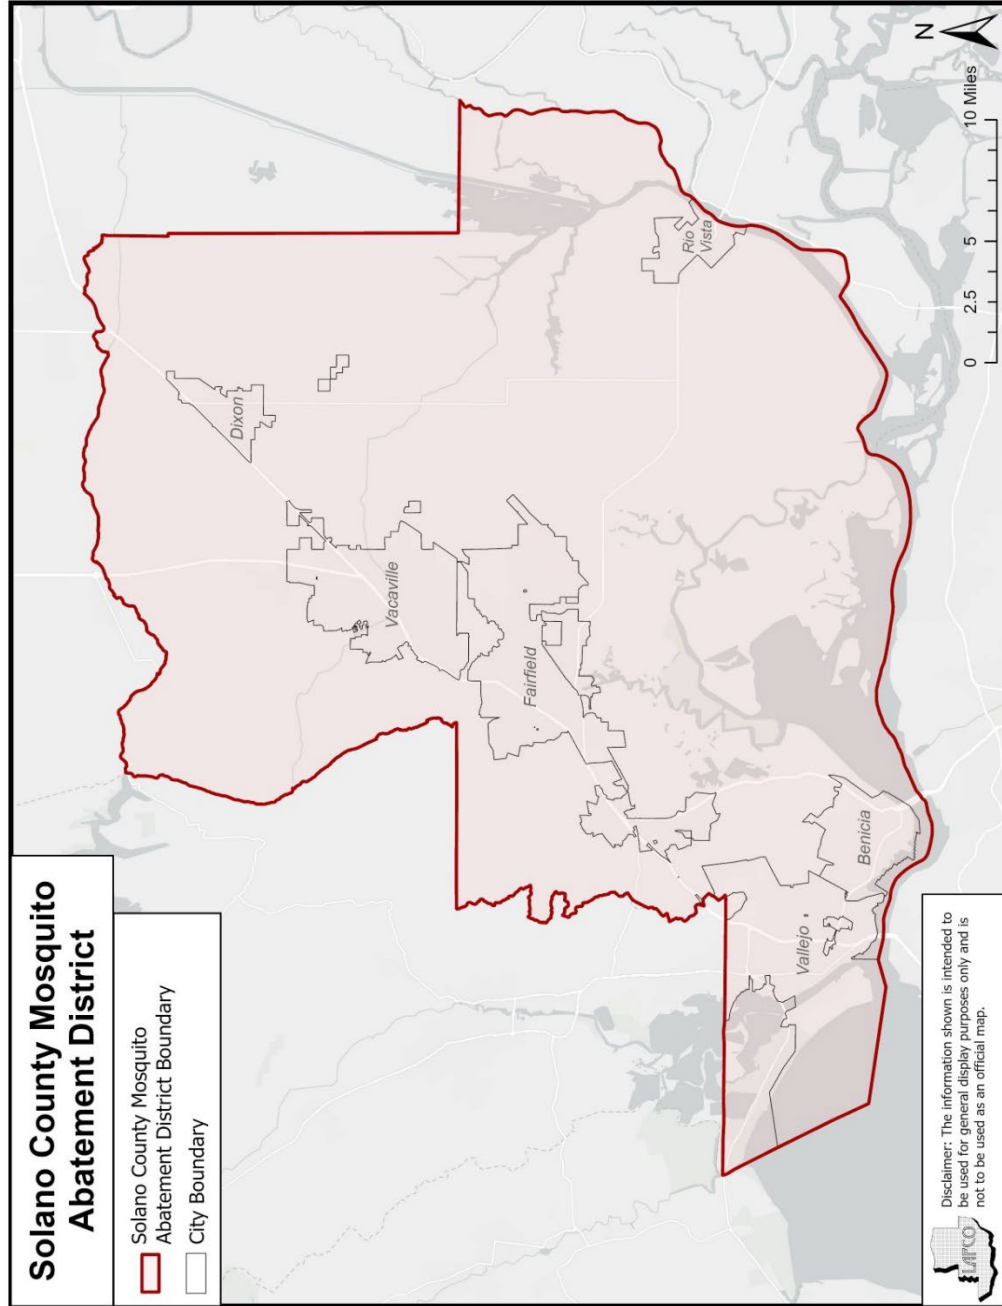 Solano County Mosquito
Abatement District
Solano County Mosquito
Abatement District Boundary
City Boundary
Dixon
Vacaville
Fairfield
Rio
Vista
Vallejo
Benicia
N
0 2.5 5 10 Miles
LAFCO
Disclaimer: The information shown is intended to
be used for general display purposes only and is
not to be used as an official map.